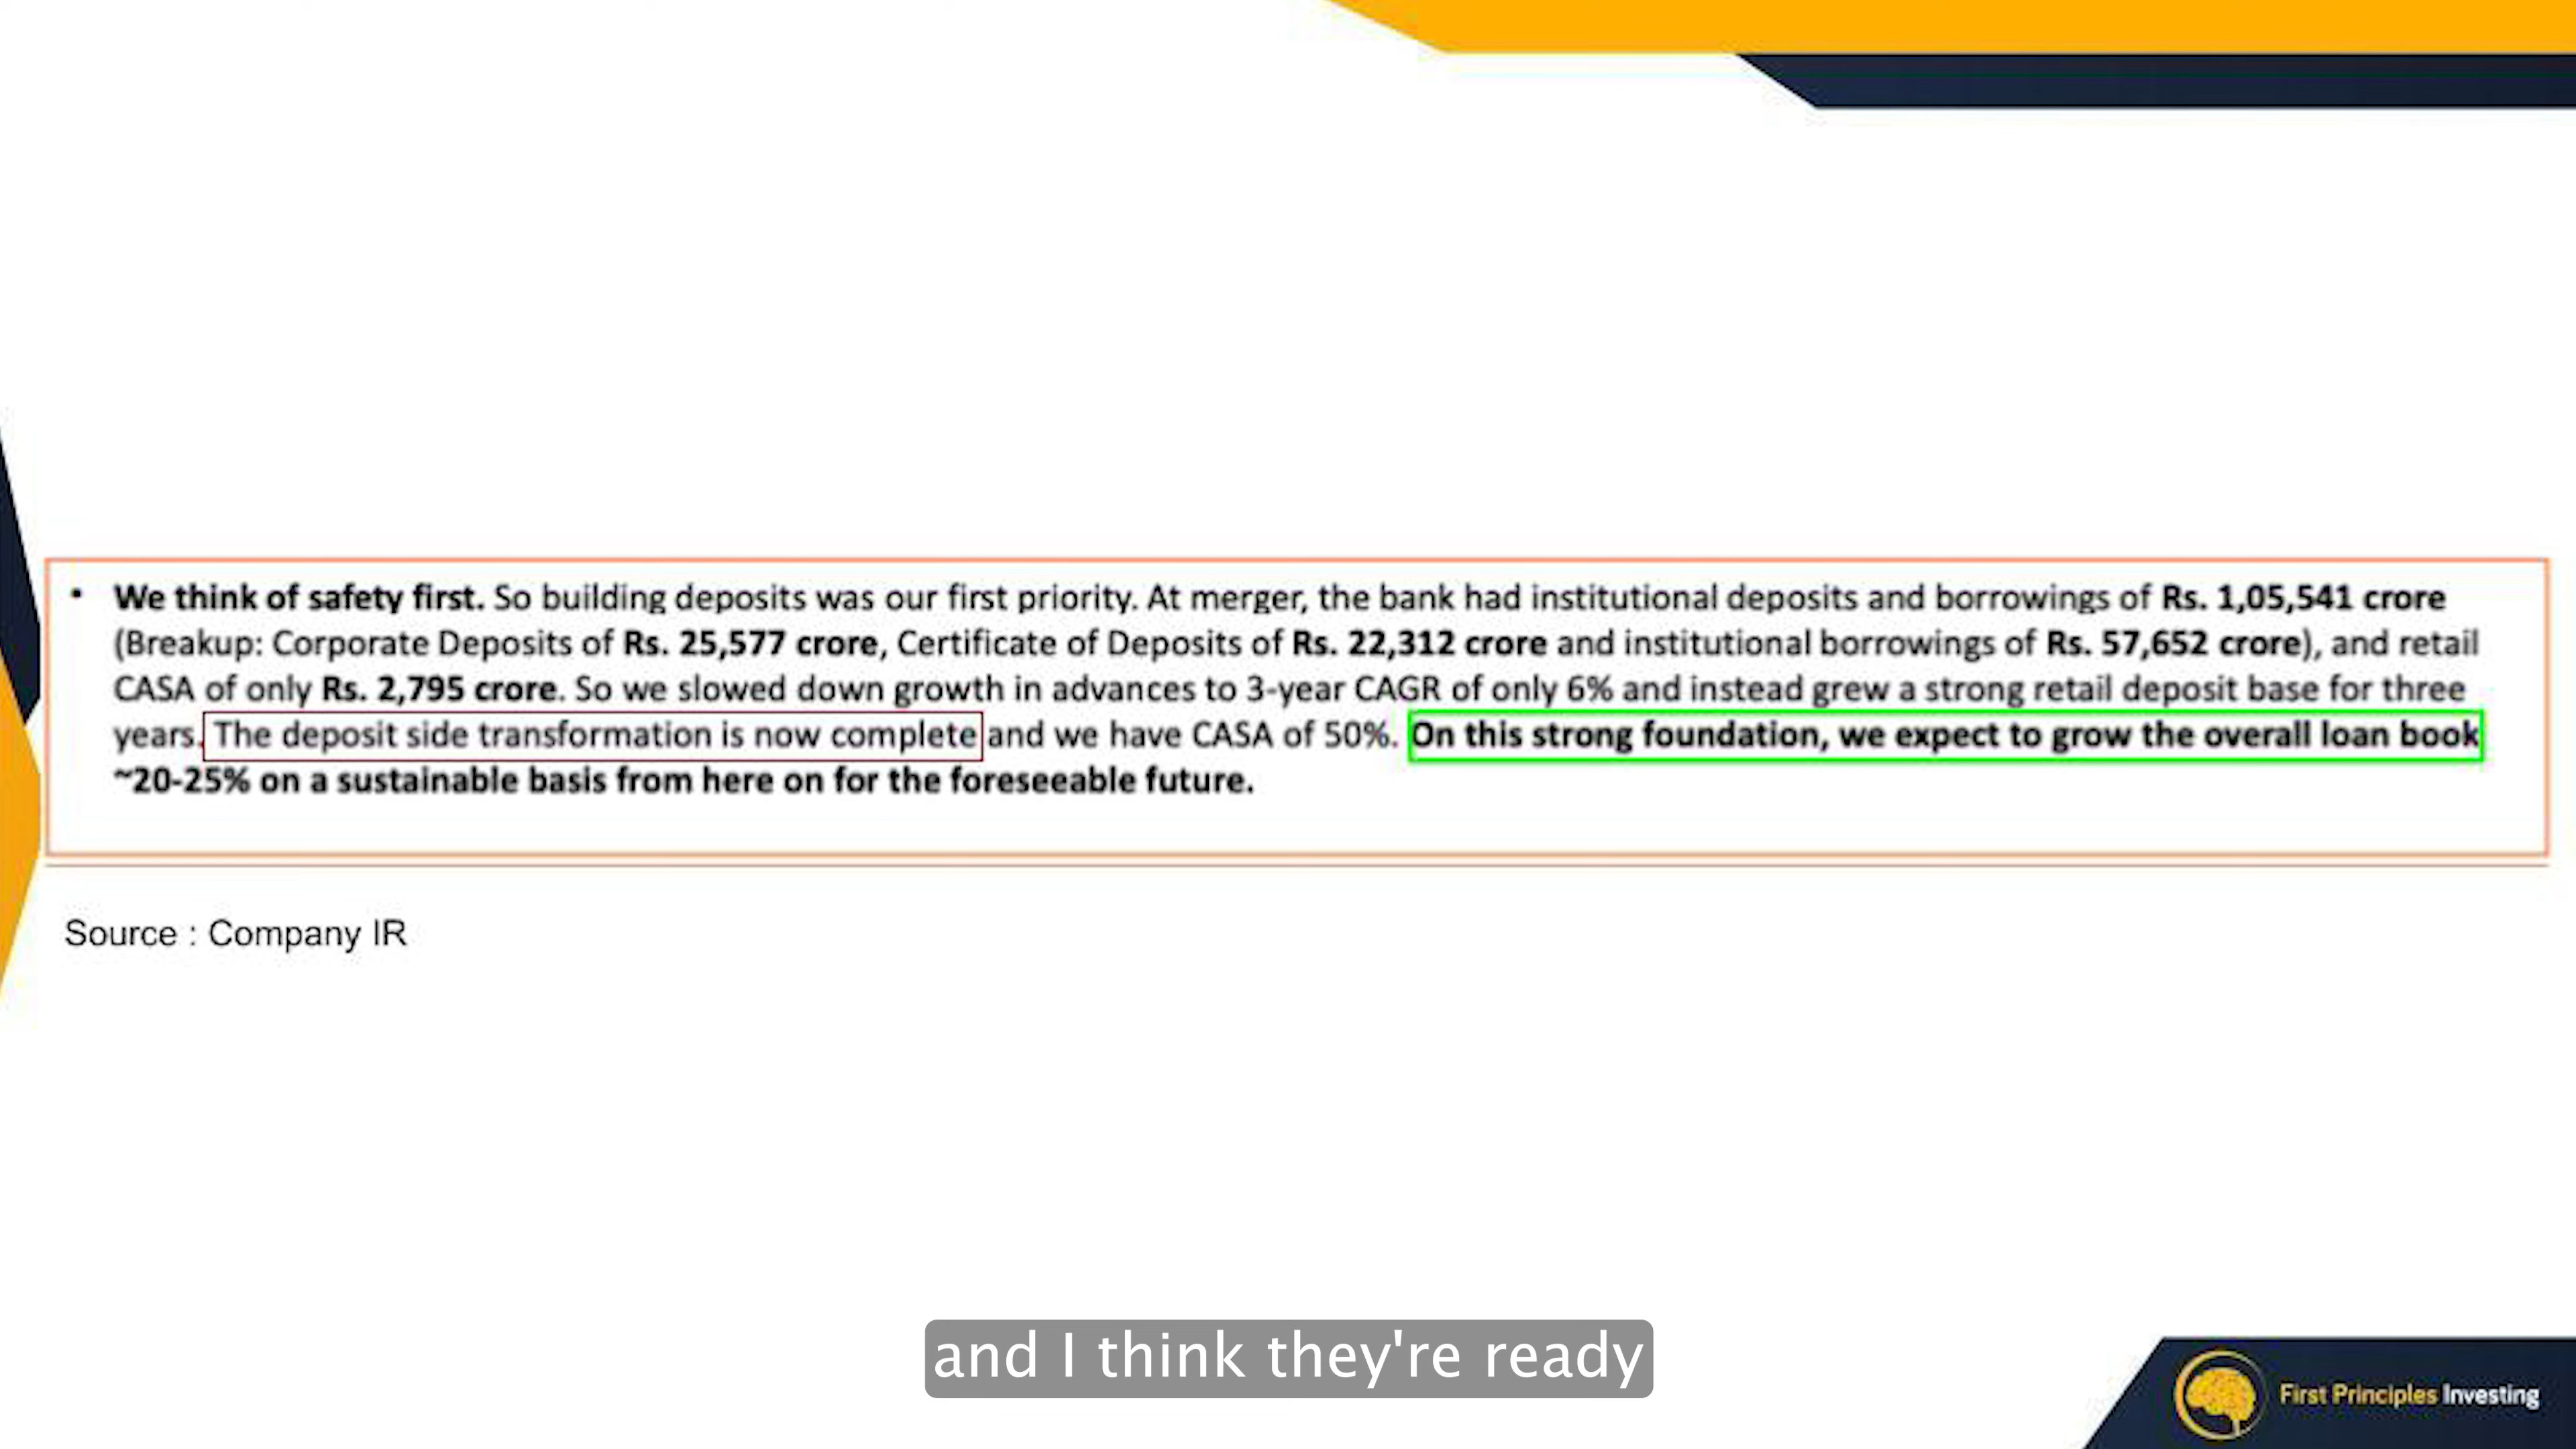 • We think of safety first. So building deposits was our first priority. At merger, the bank had institutional deposits and borrowings of Rs. 1,05,541 crore
(Breakup: Corporate Deposits of Rs. 25,577 crore, Certificate of Deposits of Rs. 22,312 crore and institutional borrowings of Rs. 57,652 crore), and retail
CASA of only Rs. 2,795 crore. So we slowed down growth in advances to 3-year CAGR of only 6% and instead grew a strong retail deposit base for three
years. The deposit side transformation is now complete and we have CASA of 50%. On this strong foundation, we expect to grow the overall loan book
~20-25% on a sustainable basis from here on for the foreseeable future.
Source : Company IR
and I think they're ready
First Principles Investing